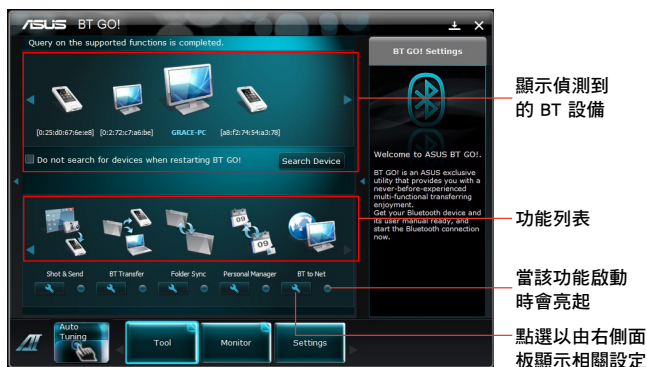 ASUS BT GO!
Query on the supported functions is completed.
[0:25:d0:67:6e:e8] [0:2:72:c7:a6:be] GRACE-PC [a8:f2:74:54:a3:78]
Do not search for devices when restarting BT GO!
Search Device
Shot & Send BT Transfer Folder Sync Personal Manager BT to Net
Auto
Tuning
Tool Monitor Settings
BT GO! Settings
Welcome to ASUS BT GO!.
BT GO! is an ASUS exclusive
utility that provides you with a
never-before-experienced
multi-functional transferring
enjoyment.
Get your Bluetooth device and
its user manual ready, and
start the Bluetooth connection
now.
顯示偵測到
的 BT 設備
功能列表
當該功能啟動
時會亮起
點選以由右側面
板顯示相關設定